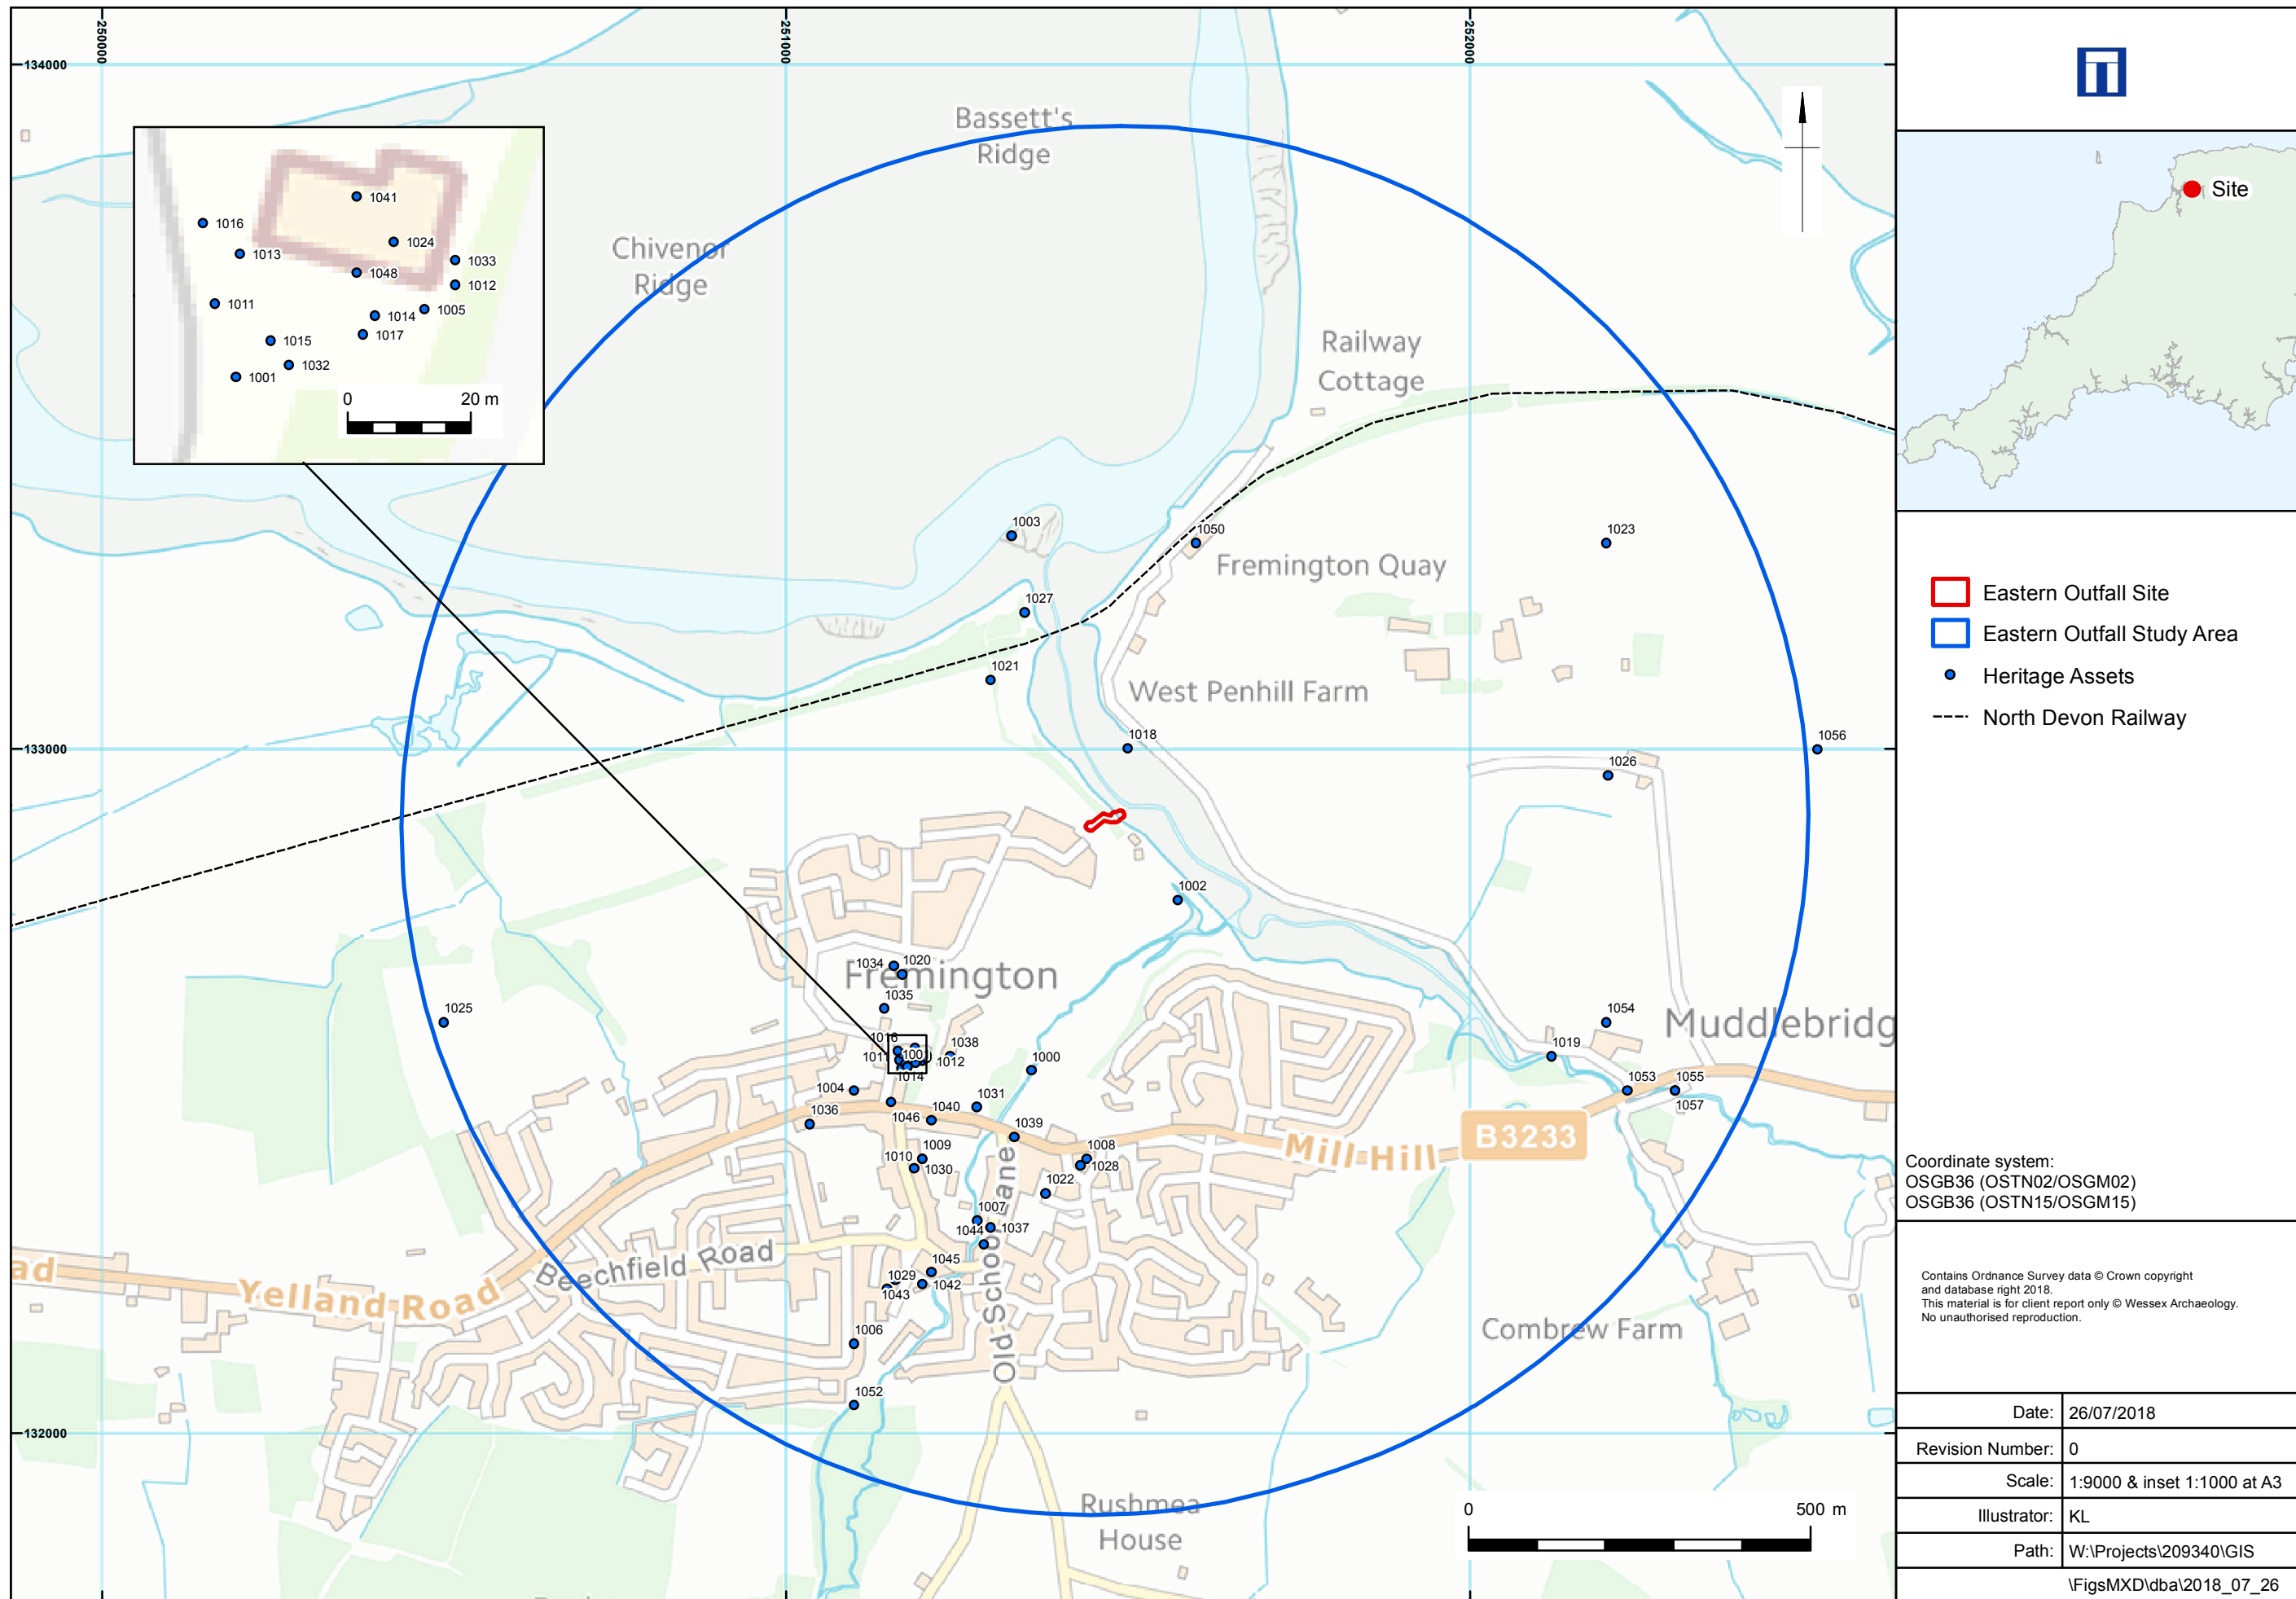 250000
251000
252000
134000
133000
132000
Bassett's
Ridge
Chivenor
Ridge
Railway
Cottage
Fremington Quay
West Penhill Farm
Fremington
Muddlebridg
Mill Hill
B3233
Yelland Road
ad
Beechfield Road
Old School Lane
Combrew Farm
Rushmea
House
1041
1016
1024
1013
1033
1048
1012
1011
1005
1014
1017
1015
1032
1001
0 20 m
1003
1050
1023
1027
1021
1018
1056
1026
1002
1034
1020
1035
1025
1016
1038
1011
1001
1012
1014
1000
1054
1019
1004
1053
1055
1057
1036
1046
1040
1031
1039
1009
1010
1030
1008
1028
1022
1007
1044
1037
1045
1029
1042
1043
1006
1052
0 500 m
Site
Eastern Outfall Site
Eastern Outfall Study Area
Heritage Assets
North Devon Railway
Coordinate system:
OSGB36 (OSTN02/OSGM02)
OSGB36 (OSTN15/OSGM15)
Contains Ordnance Survey data © Crown copyright
and database right 2018.
This material is for client report only © Wessex Archaeology.
No unauthorised reproduction.
Date: 26/07/2018
Revision Number: 0
Scale: 1:9000 & inset 1:1000 at A3
Illustrator: KL
Path: W:\Projects\209340\GIS
\FigsMXD\dba\2018_07_26